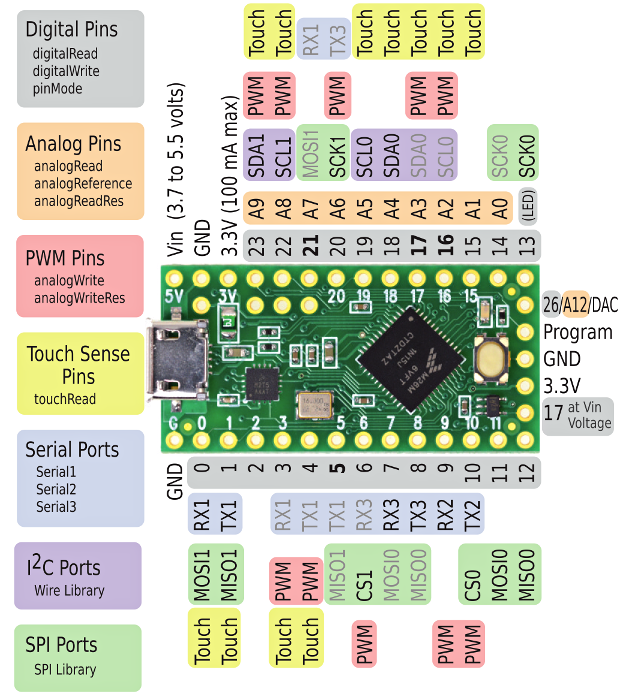 Digital Pins
digitalRead
digitalWrite
pinMode
Analog Pins
analogRead
analogReference
analogReadRes
PWM Pins
analogWrite
analogWriteRes
Touch Sense
Pins
touchRead
Serial Ports
Serial1
Serial2
Serial3
I2C Ports
Wire Library
SPI Ports
SPI Library
Touch Touch RX1 TX3 Touch Touch Touch Touch Touch
PWM PWM PWM PWM PWM
SDA1 SCL1 MOSI1 SCK1 SCL0 SDA0 SDA0 SCL0 SCK0 SCK0
A9 A8 A7 A6 A5 A4 A3 A2 A1 A0 (LED)
Vin (3.7 to 5.5 volts)
GND
3.3V (100 mA max)
23 22 21 20 19 18 17 16 15 14 13
5V 3V 20 19 18 17 16 15
26/A12/DAC
Program
GND
3.3V
17 at Vin
Voltage
G 0 1 2 3 4 5 6 7 8 9 10 11
GND 0 1 2 3 4 5 6 7 8 9 10 11 12
RX1 TX1 RX1 TX1 TX1 RX3 RX3 TX3 RX2 TX2
MOSI1 MISO1 PWM PWM MISO1 CS1 MOSI0 MISO0 CS0 MOSI0 MISO0
Touch Touch Touch Touch PWM PWM PWM